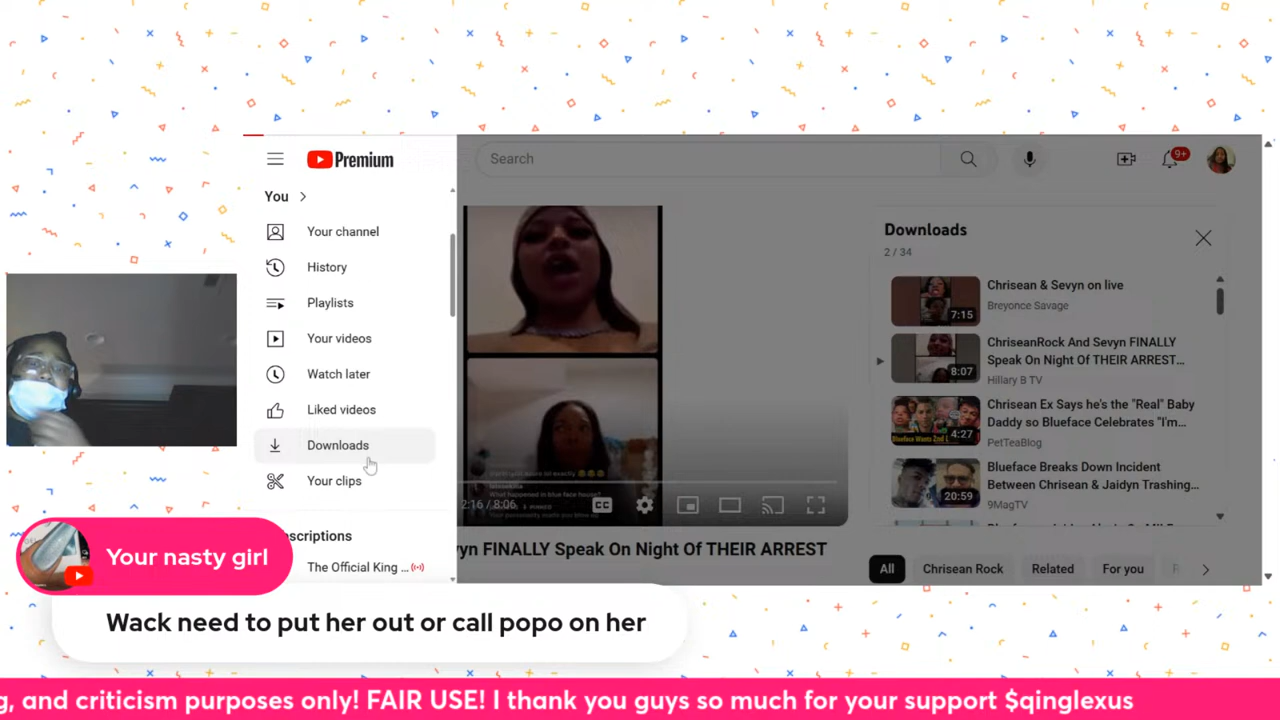 Premium
Search
9+
You
Your channel
History
Playlists
Your videos
Watch later
Liked videos
Downloads
Your clips
scriptions
The Official King ...
2:16 / 8:06
CC
yn FINALLY Speak On Night Of THEIR ARREST
Downloads
2 / 34
7:15
Chrisean & Sevyn on live
Breyonce Savage
8:07
ChriseanRock And Sevyn FINALLY
Speak On Night Of THEIR ARREST...
Hillary B TV
4:27
Chrisean Ex Says he's the "Real" Baby
Daddy so Blueface Celebrates "I'm...
PetTeaBlog
20:59
Blueface Breaks Down Incident
Between Chrisean & Jaidyn Trashing...
9MagTV
All
Chrisean Rock
Related
For you
Your nasty girl
Wack need to put her out or call popo on her
g, and criticism purposes only! FAIR USE! I thank you guys so much for your support $qinglexus